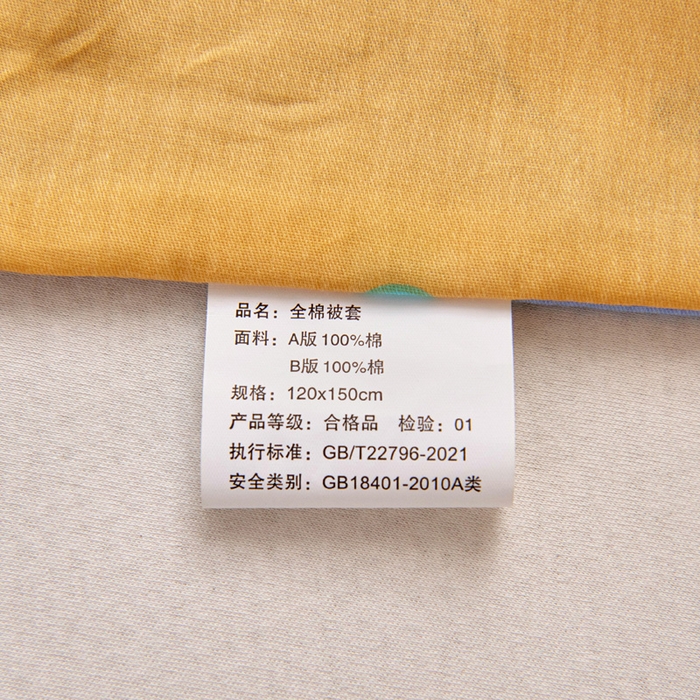 品名：全棉被套
面料：A版 100%棉
B版 100%棉
规格：120x150cm
产品等级：合格品 检验：01
执行标准：GB/T22796-2021
安全类别：GB18401-2010A类